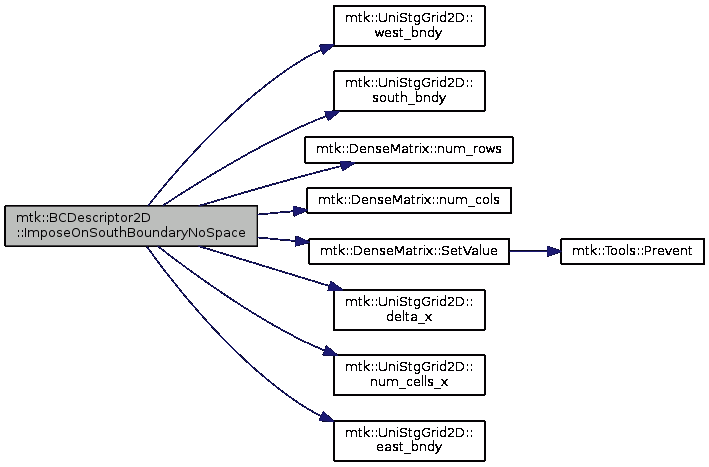 mtk::UniStgGrid2D::
west_bndy
mtk::UniStgGrid2D::
south_bndy
mtk::DenseMatrix::num_rows
mtk::DenseMatrix::num_cols
mtk::BCDescriptor2D
::ImposeOnSouthBoundaryNoSpace
mtk::DenseMatrix::SetValue
mtk::Tools::Prevent
mtk::UniStgGrid2D::
delta_x
mtk::UniStgGrid2D::
num_cells_x
mtk::UniStgGrid2D::
east_bndy